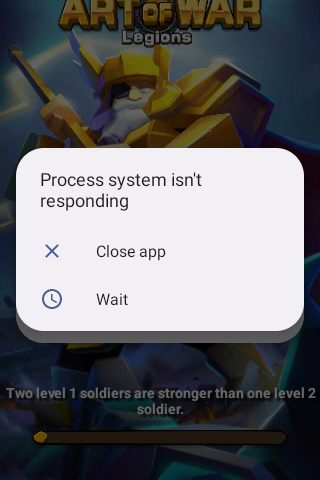 ART OF WAR
Legions
Process system isn't
responding
Close app
Wait
Two level 1 soldiers are stronger than one level 2
soldier.